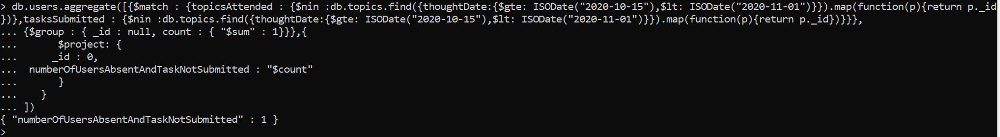 > db.users.aggregate([{$match : {topicsAttended : {$nin :db.topics.find({thoughtDate:{$gte: ISODate("2020-10-15"),$lt: ISODate("2020-11-01")}}).map(function(p){return p._id
})},tasksSubmitted : {$nin :db.topics.find({thoughtDate:{$gte: ISODate("2020-10-15"),$lt: ISODate("2020-11-01")}}).map(function(p){return p._id})}}},
... {$group : { _id : null, count : { "$sum" : 1}}},{
...       $project: {
...      _id : 0,
...  numberOfUsersAbsentAndTaskNotSubmitted : "$count"
...       }
...    }
... ])
{ "numberOfUsersAbsentAndTaskNotSubmitted" : 1 }
>